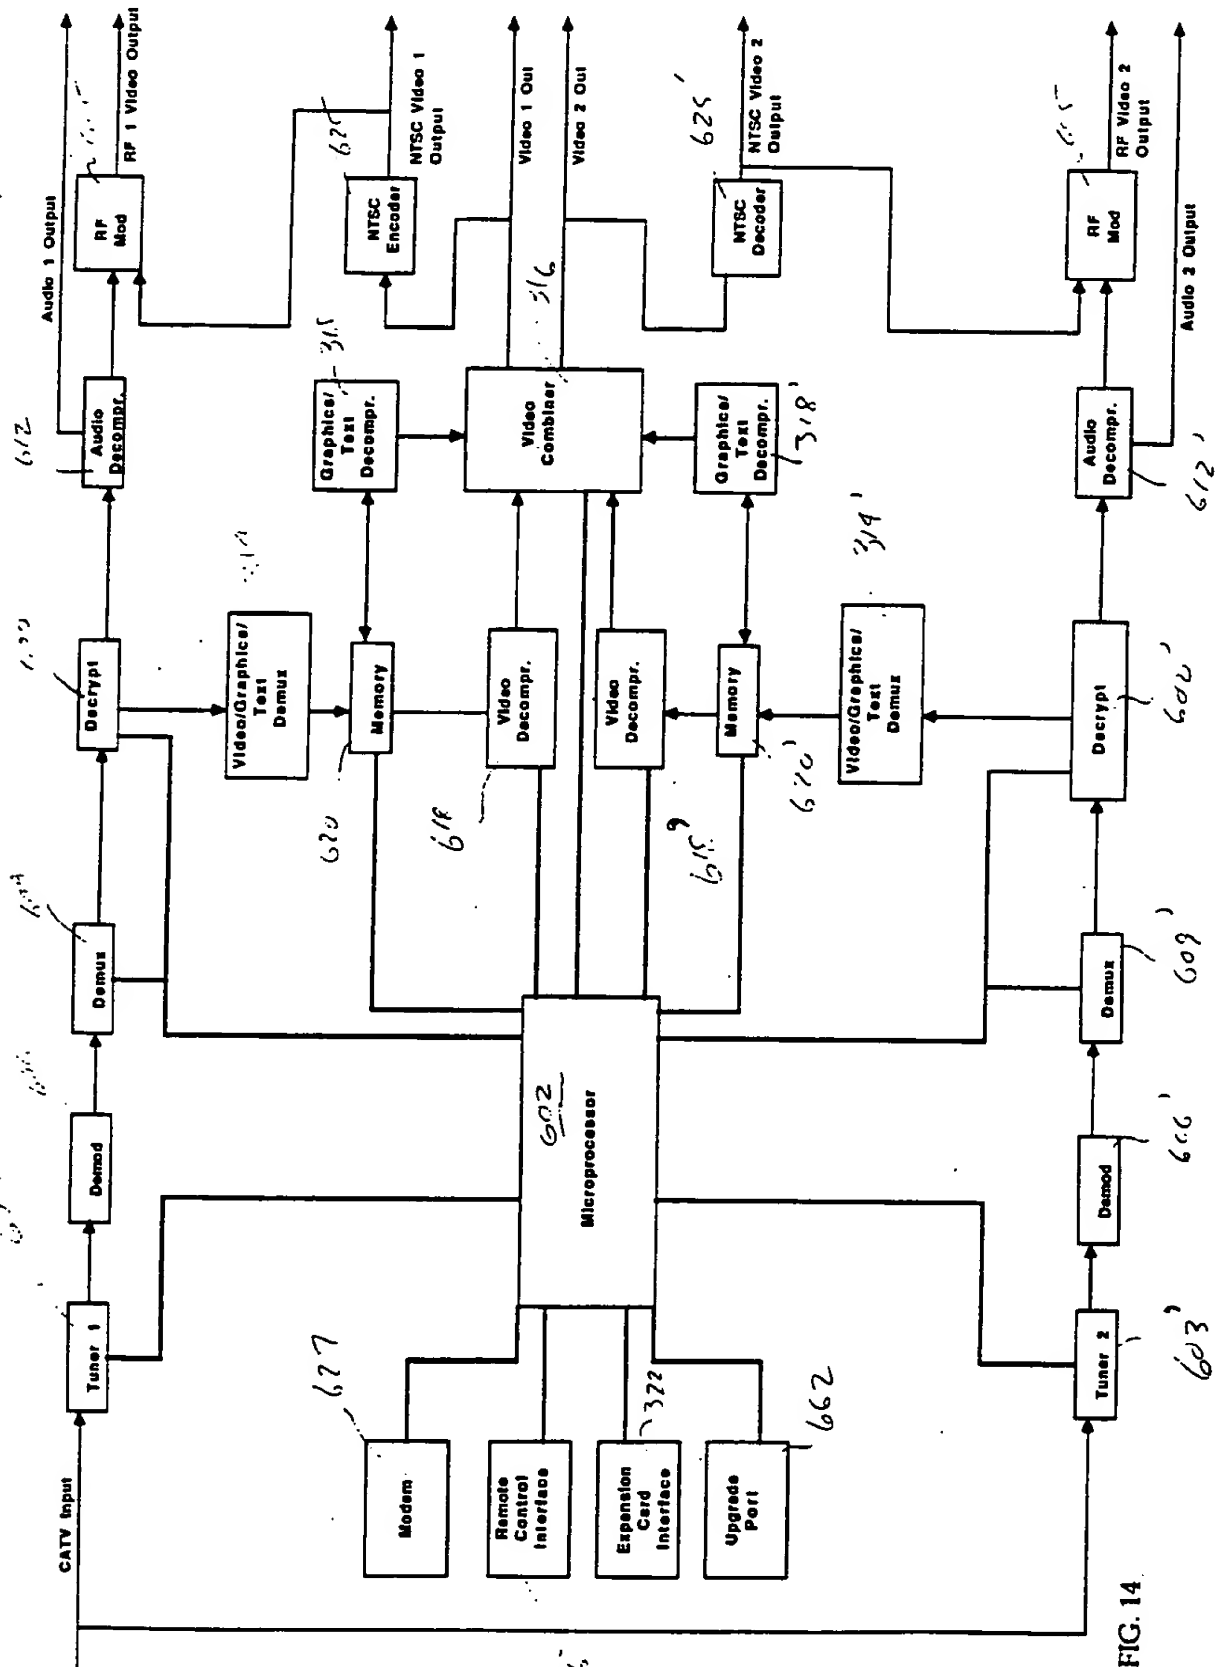 CATV Input
Tuner 1
Demod
Demux
Decrypt
Audio
Decompr.
612
Audio 1 Output
RF
Mod
RF 1 Video Output
Video/Graphics/
Text
Demux
Memory
620
Graphics/
Text
Decompr.
315
NTSC
Encoder
NTSC Video 1
Output
Video
Decompr.
618
Video
Combiner
316
Video 1 Out
Video 2 Out
Modem
627
Remote
Control
Interface
Expansion
Card
Interface
322
Upgrade
Port
662
Microprocessor
602
Video
Decompr.
Memory
620'
Graphics/
Text
Decompr.
318'
NTSC
Decoder
625'
NTSC Video 2
Output
Video/Graphics/
Text
Demux
314'
Tuner 2
603'
Demod
606'
Demux
609'
Decrypt
602'
Audio
Decompr.
612'
RF
Mod
RF Video 2
Output
Audio 2 Output
FIG. 14